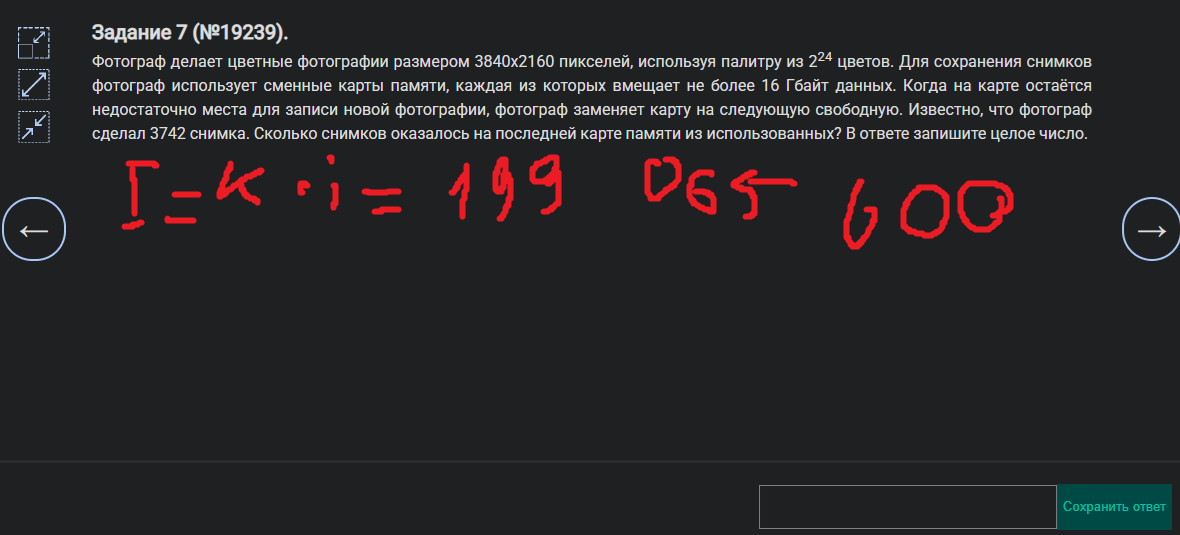 Задание 7 (№19239).
Фотограф делает цветные фотографии размером 3840x2160 пикселей, используя палитру из 2²⁴ цветов. Для сохранения снимков
фотограф использует сменные карты памяти, каждая из которых вмещает не более 16 Гбайт данных. Когда на карте остаётся
недостаточно места для записи новой фотографии, фотограф заменяет карту на следующую свободную. Известно, что фотограф
сделал 3742 снимка. Сколько снимков оказалось на последней карте памяти из использованных? В ответе запишите целое число.
I = K · i = 199 065 600
Сохранить ответ